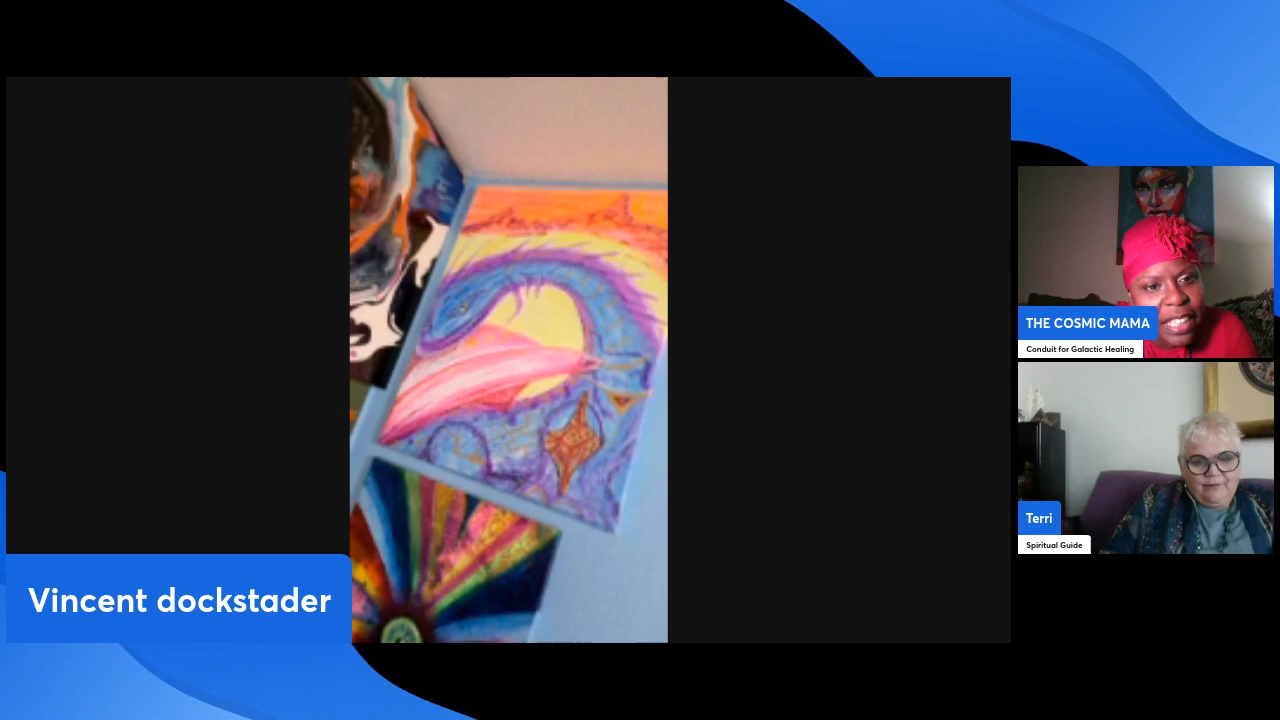 Vincent dockstader
THE COSMIC MAMA
Conduit for Galactic Healing
Terri
Spiritual Guide